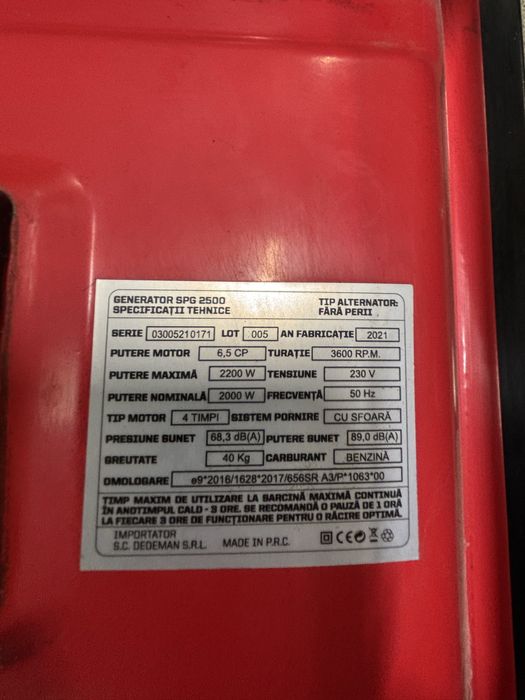 GENERATOR SPG 2500 TIP ALTERNATOR:
SPECIFICAȚII TEHNICE FĂRĂ PERII
SERIE 03005210171 LOT 005 AN FABRICAȚIE 2021
PUTERE MOTOR 6,5 CP TURAȚIE 3600 R.P.M.
PUTERE MAXIMĂ 2200 W TENSIUNE 230 V
PUTERE NOMINALĂ 2000 W FRECVENȚĂ 50 Hz
TIP MOTOR 4 TIMPI SISTEM PORNIRE CU SFOARĂ
PRESIUNE SUNET 68,3 dB(A) PUTERE SUNET 89,0 dB(A)
GREUTATE 40 Kg CARBURANT BENZINĂ
OMOLOGARE e9*2016/1628*2017/656SR A3/P*1063*00
TIMP MAXIM DE UTILIZARE LA SARCINĂ MAXIMĂ CONTINUĂ
ÎN ANOTIMPUL CALD - 3 ORE. SE RECOMANDĂ O PAUZĂ DE 1 ORĂ
LA FIECARE 3 ORE DE FUNCȚIONARE PENTRU O RĂCIRE OPTIMĂ.
IMPORTATOR
S.C. DEDEMAN S.R.L. MADE IN P.R.C. CE